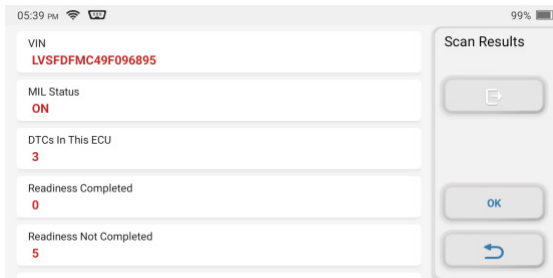 05:39 PM
99%
VIN
LVSFDFMC49F096895
MIL Status
ON
DTCs In This ECU
3
Readiness Completed
0
Readiness Not Completed
5
Scan Results
OK